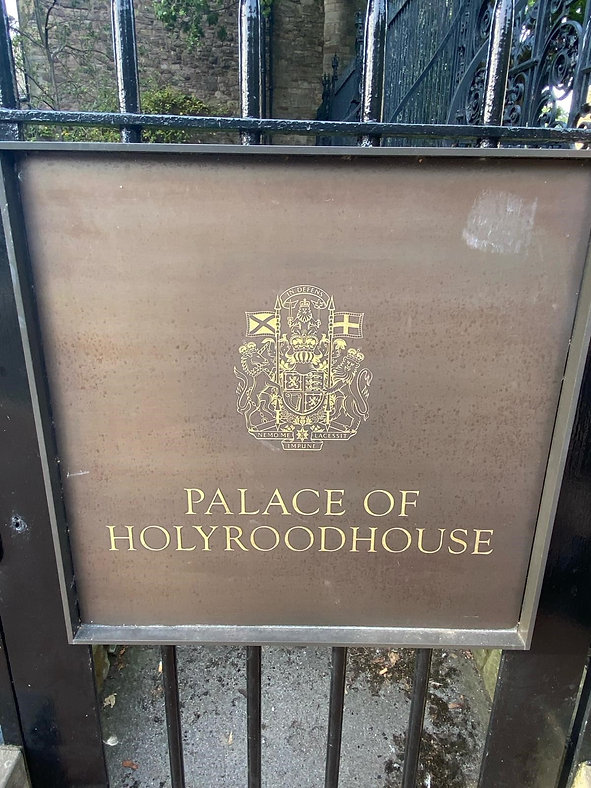 IN DEFENS
NEMO ME LACESSIT
IMPUNE
PALACE OF
HOLYROODHOUSE